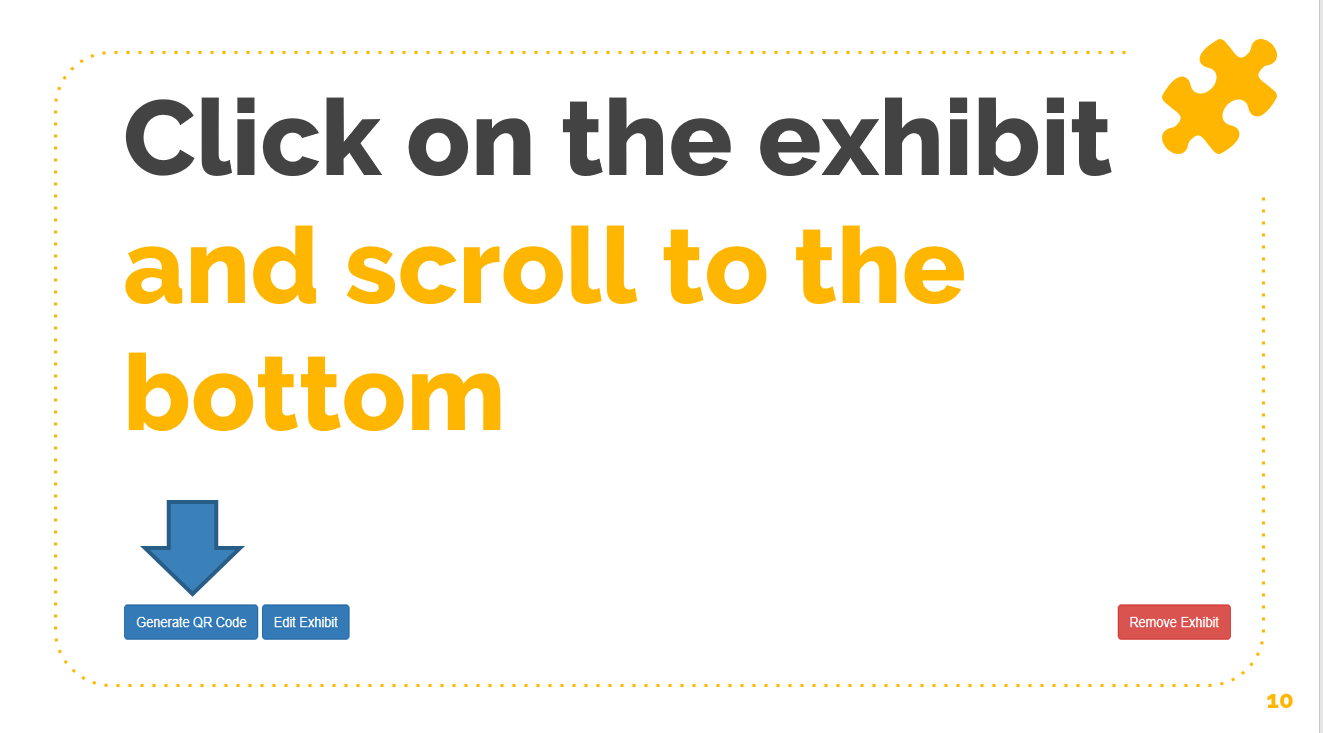 Click on the exhibit
and scroll to the
bottom
Generate QR Code Edit Exhibit Remove Exhibit
10